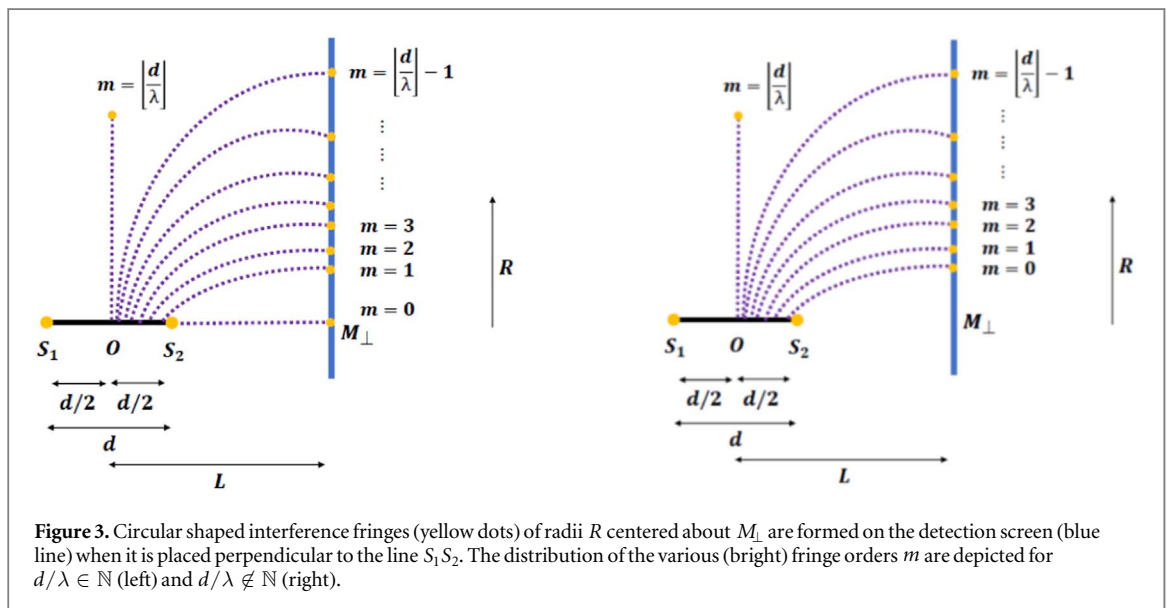 m = ⌊d/λ⌋
m = ⌊d/λ⌋ − 1
⋮
⋮
m = 3
m = 2
m = 1
m = 0
R
M⊥
S₁ O S₂
d/2 d/2
d
L
m = ⌊d/λ⌋
m = ⌊d/λ⌋ − 1
⋮
⋮
m = 3
m = 2
m = 1
m = 0
R
M⊥
S₁ O S₂
d/2 d/2
d
L
Figure 3. Circular shaped interference fringes (yellow dots) of radii R centered about M⊥ are formed on the detection screen (blue
line) when it is placed perpendicular to the line S₁S₂. The distribution of the various (bright) fringe orders m are depicted for
d/λ ∈ ℕ (left) and d/λ ∉ ℕ (right).